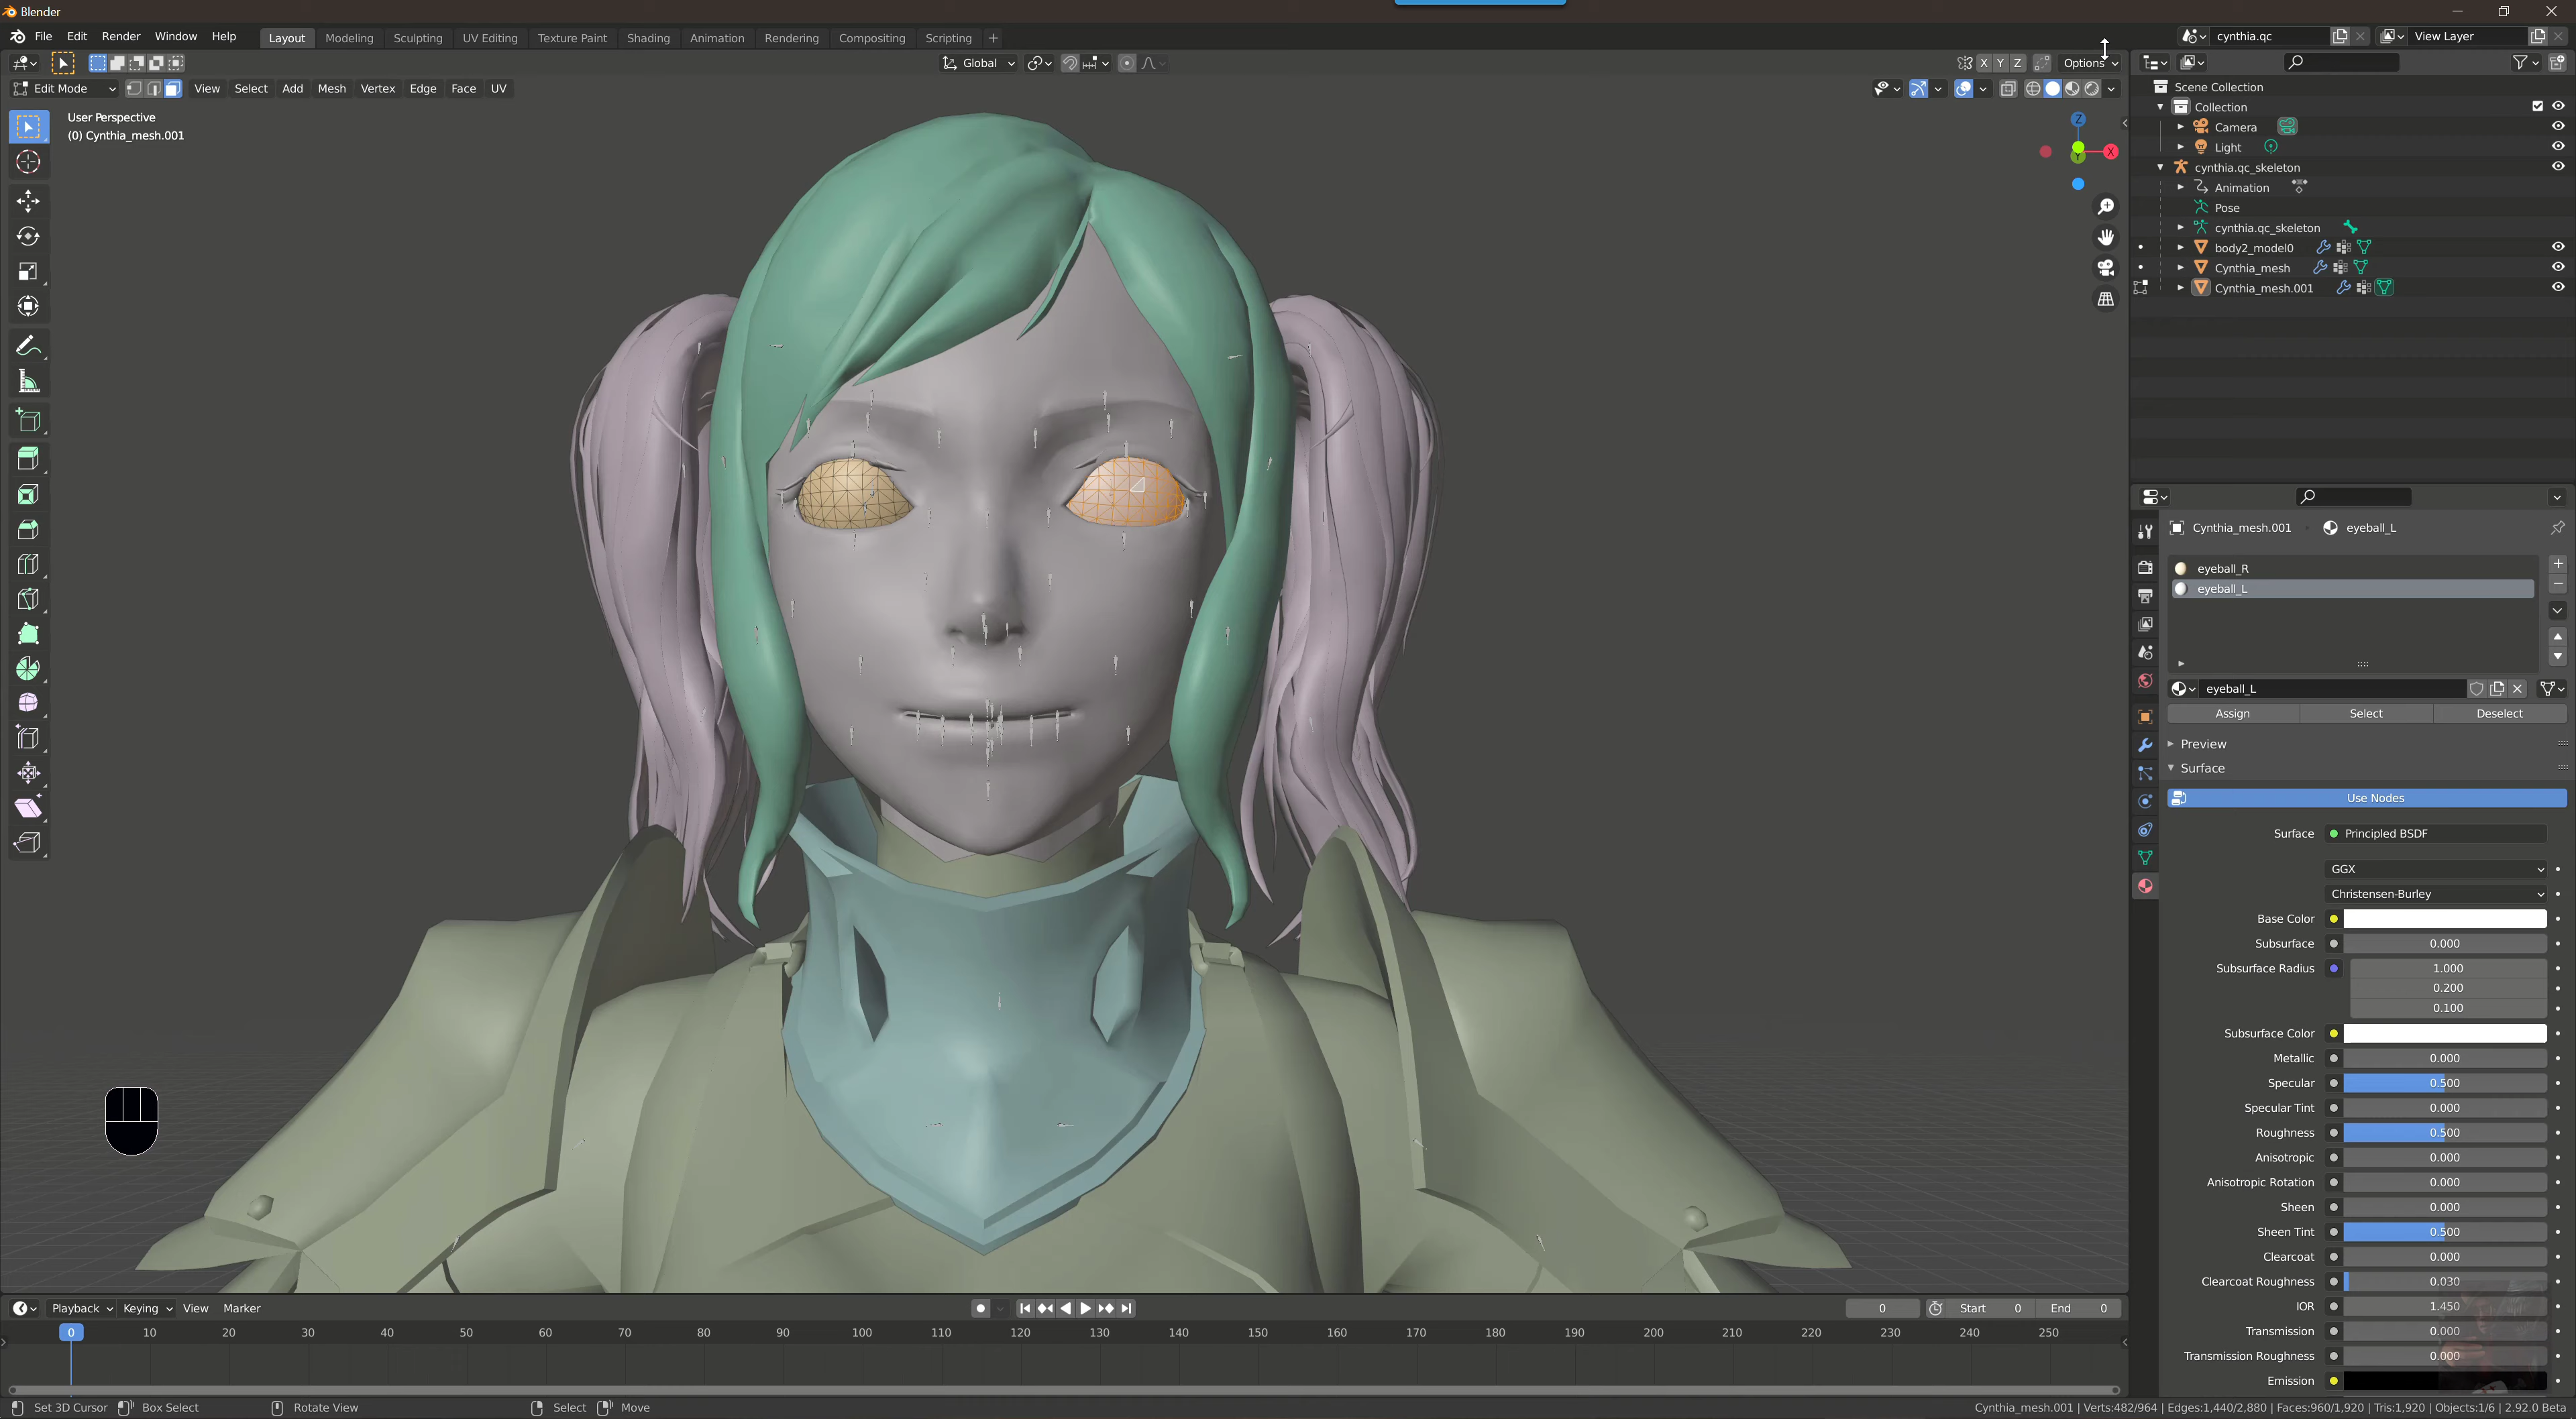 Blender
File Edit Render Window Help Layout Modeling Sculpting UV Editing Texture Paint Shading Animation Rendering Compositing Scripting + cynthia.qc View Layer
Global X Y Z Options
Edit Mode View Select Add Mesh Vertex Edge Face UV
User Perspective
(0) Cynthia_mesh.001
Z
X
Y
Scene Collection
Collection
Camera
Light
cynthia.qc_skeleton
Animation
Pose
cynthia.qc_skeleton
body2_model0
Cynthia_mesh
Cynthia_mesh.001
Cynthia_mesh.001 eyeball_L
eyeball_R
eyeball_L
eyeball_L
Assign Select Deselect
Preview
Surface
Use Nodes
Surface Principled BSDF
GGX
Christensen-Burley
Base Color
Subsurface 0.000
Subsurface Radius 1.000
0.200
0.100
Subsurface Color
Metallic 0.000
Specular 0.500
Specular Tint 0.000
Roughness 0.500
Anisotropic 0.000
Anisotropic Rotation 0.000
Sheen 0.000
Sheen Tint 0.500
Clearcoat 0.000
Clearcoat Roughness 0.030
IOR 1.450
Transmission 0.000
Transmission Roughness 0.000
Emission
Playback Keying View Marker 0 Start 0 End 0
0 10 20 30 40 50 60 70 80 90 100 110 120 130 140 150 160 170 180 190 200 210 220 230 240 250
Set 3D Cursor Box Select Rotate View Select Move Cynthia_mesh.001 | Verts:482/964 | Edges:1,440/2,880 | Faces:960/1,920 | Tris:1,920 | Objects:1/6 | 2.92.0 Beta